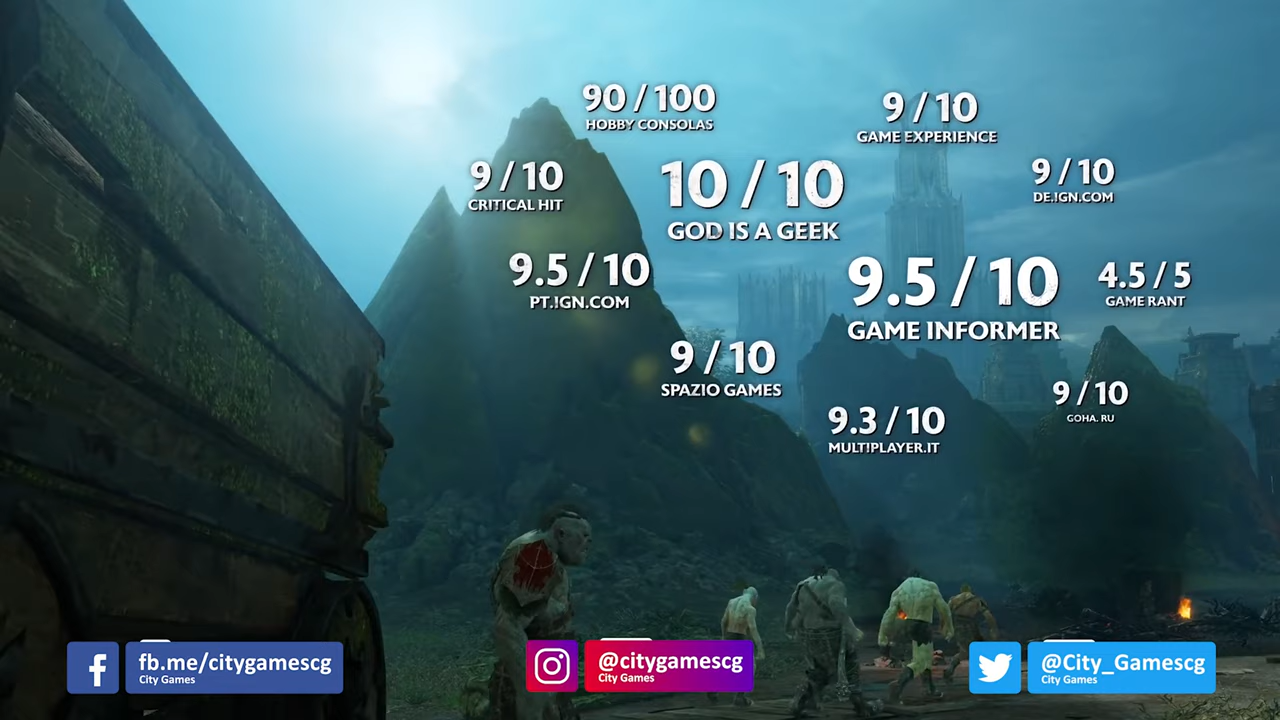 90 / 100
HOBBY CONSOLAS
9 / 10
GAME EXPERIENCE
9 / 10
CRITICAL HIT
10 / 10
GOD IS A GEEK
9 / 10
DE.IGN.COM
9.5 / 10
PT.IGN.COM
9.5 / 10
GAME INFORMER
4.5 / 5
GAME RANT
9 / 10
SPAZIO GAMES
9.3 / 10
MULTIPLAYER.IT
9 / 10
GOHA. RU
fb.me/citygamescg
City Games
@citygamescg
City Games
@City_Gamescg
City Games